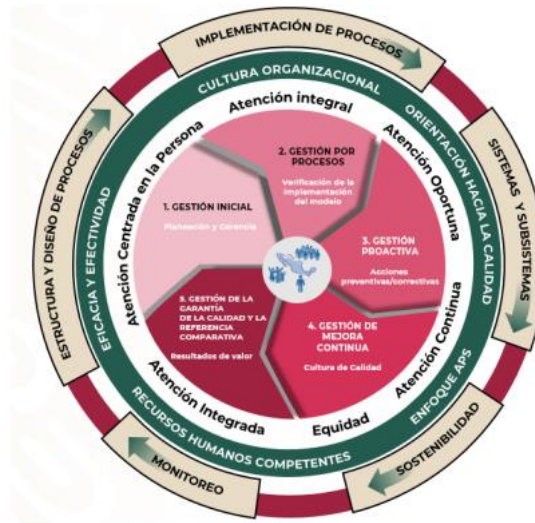 IMPLEMENTACIÓN DE PROCESOS
SISTEMAS Y SUBSISTEMAS
SOSTENIBILIDAD
MONITOREO
ESTRUCTURA Y DISEÑO DE PROCESOS
CULTURA ORGANIZACIONAL
ORIENTACIÓN HACIA LA CALIDAD
ENFOQUE APS
RECURSOS HUMANOS COMPETENTES
EFICACIA Y EFECTIVIDAD
Atención integral
Atención Oportuna
Atención Continua
Equidad
Atención Integrada
Atención Centrada en la Persona
1. GESTIÓN INICIAL
Planeación y Gerencia
2. GESTIÓN POR
PROCESOS
Verificación de la
implementación
del modelo
3. GESTIÓN
PROACTIVA
Acciones
preventivas/correctivas
4. GESTIÓN DE
MEJORA
CONTINUA
Cultura de Calidad
GESTIÓN DE LA
GARANTÍA
DE LA CALIDAD Y LA
REFERENCIA
COMPARATIVA
Resultados de valor